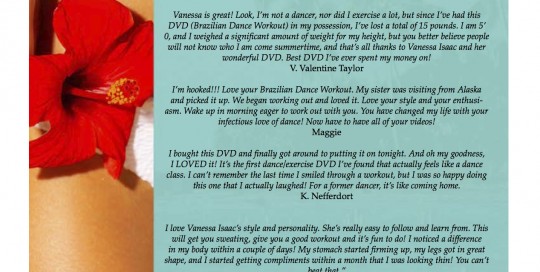 Vanessa is great! Look, I'm not a dancer, nor did I exercise a lot, but since I've had this
DVD (Brazilian Dance Workout) in my possession, I've lost a total of 15 pounds. I am 5'
0, and I weighed a significant amount of weight for my height, but you better believe people
will not know who I am come summertime, and that's all thanks to Vanessa Isaac and her
wonderful DVD. Best DVD I've ever spent my money on!
V. Valentine Taylor
I'm hooked!!! Love your Brazilian Dance Workout. My sister was visiting from Alaska
and picked it up. We began working out and loved it. Love your style and your enthusi-
asm. Wake up in morning eager to work out with you. You have changed my life with your
infectious love of dance! Now have to have all of your videos!
Maggie
I bought this DVD and finally got around to putting it on tonight. And oh my goodness,
I LOVED it! It's the first dance/exercise DVD I've found that actually feels like a dance
class. I can't remember the last time I smiled through a workout, but I was so happy doing
this one that I actually laughed! For a former dancer, it's like coming home.
K. Nefferdort
I love Vanessa Isaac's style and personality. She's really easy to follow and learn from. This
will get you sweating, give you a good workout and it's fun to do! I noticed a difference
in my body within a couple of days! My stomach started firming up, my legs got in great
shape, and I started getting compliments within a month that I was looking thin! You can't
beat that."